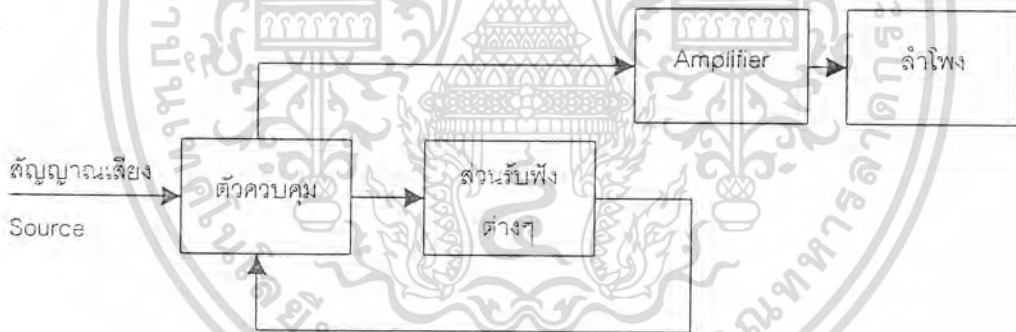 Amplifier
ลำโพง
สัญญาณเสียง
Source
ตัวควบคุม
ส่วนรับฟัง
ต่างๆ